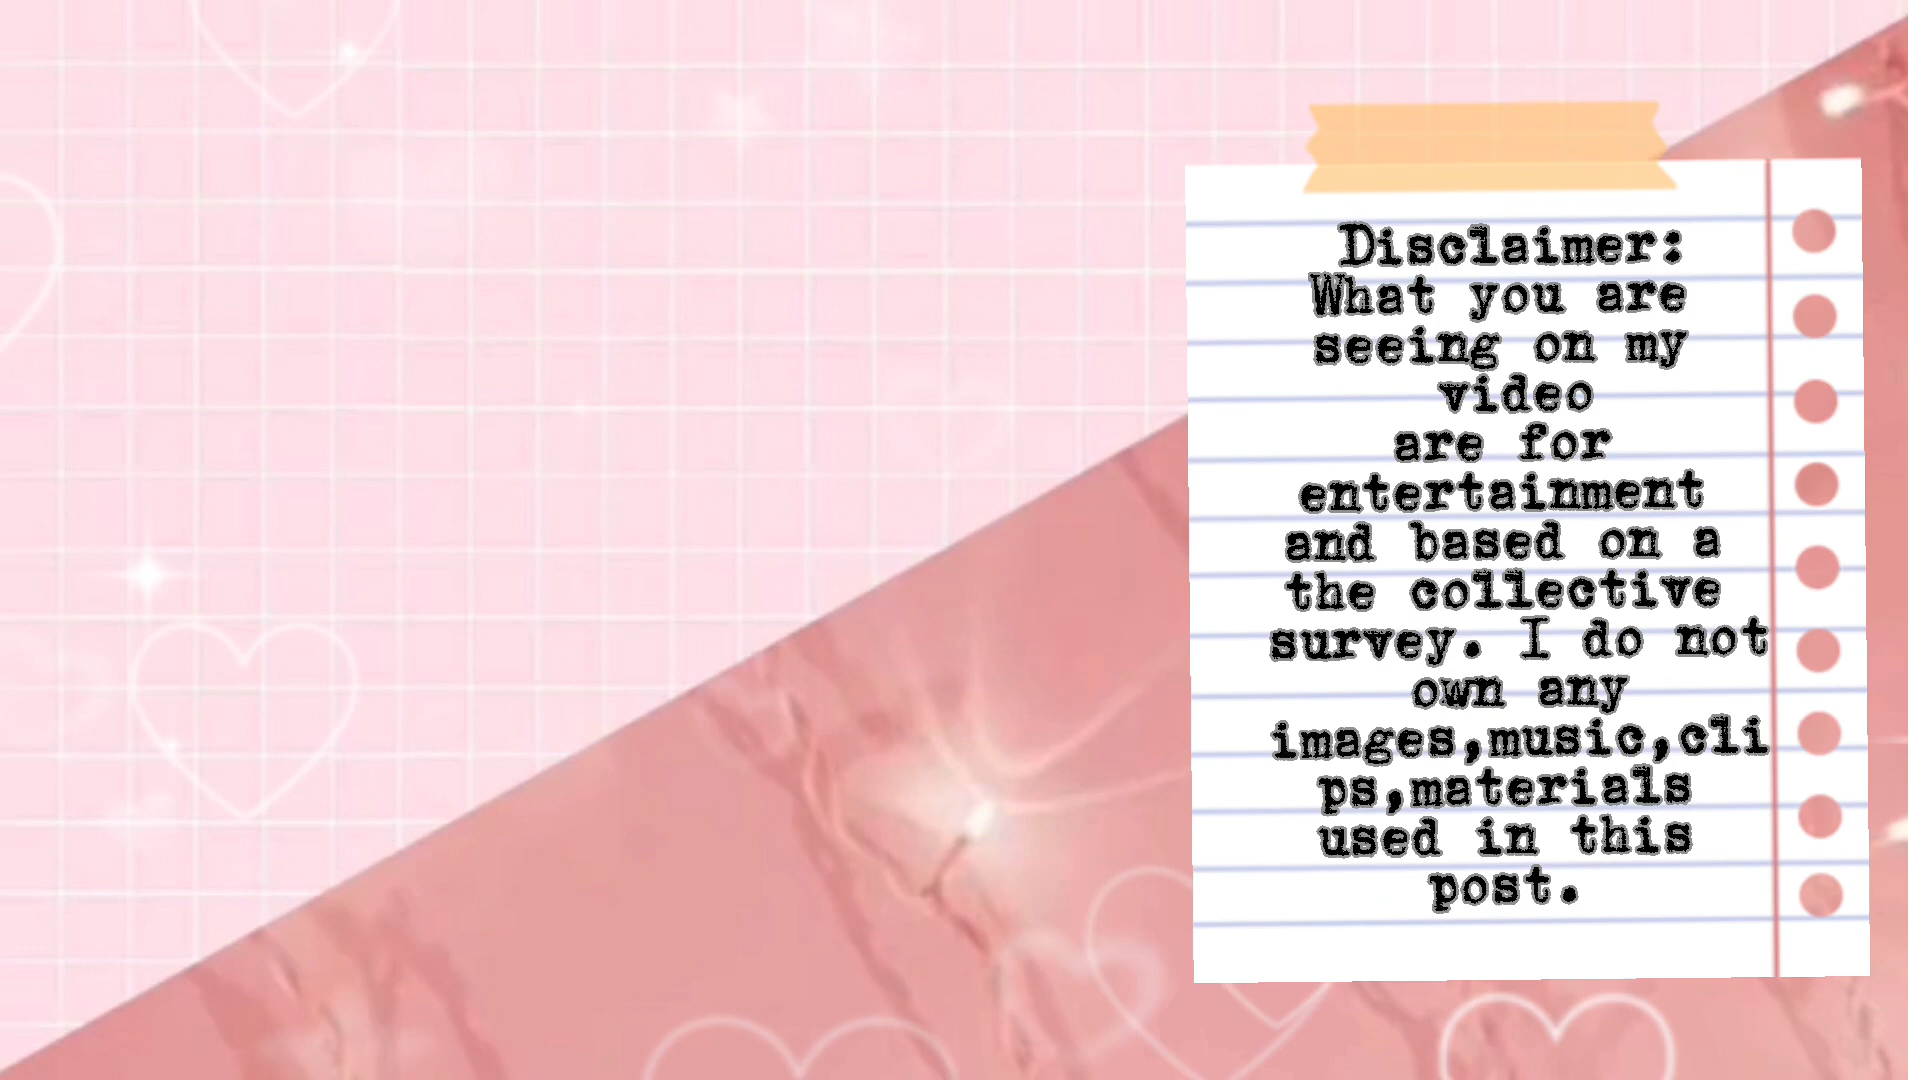 Disclaimer:
What you are
seeing on my
video
are for
entertainment
and based on a
the collective
survey. I do not
own any
images,music,cli
ps,materials
used in this
post.